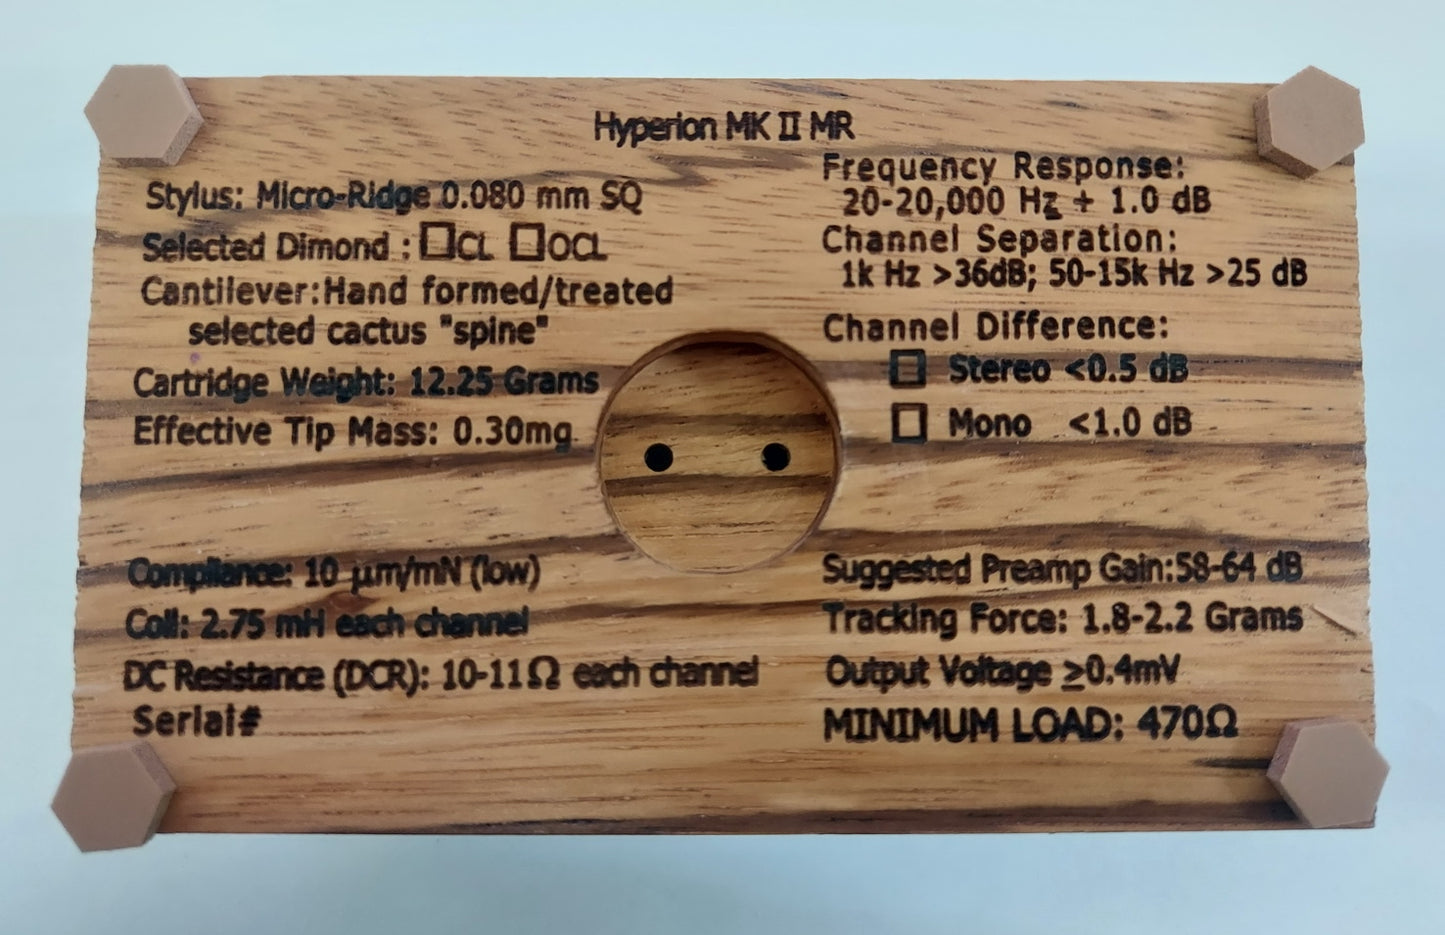 Hyperion MK II MR
Stylus: Micro-Ridge 0.080 mm SQ
Selected Dimond : ☐CL ☐OCL
Cantilever:Hand formed/treated
selected cactus "spine"
Cartridge Weight: 12.25 Grams
Effective Tip Mass: 0.30mg
Compliance: 10 µm/mN (low)
Coil: 2.75 mH each channel
DC Resistance (DCR): 10-11Ω each channel
Serial#
Frequency Response:
20-20,000 Hz + 1.0 dB
Channel Separation:
1k Hz >36dB; 50-15k Hz >25 dB
Channel Difference:
☐ Stereo <0.5 dB
☐ Mono <1.0 dB
Suggested Preamp Gain:58-64 dB
Tracking Force: 1.8-2.2 Grams
Output Voltage ≥0.4mV
MINIMUM LOAD: 470Ω